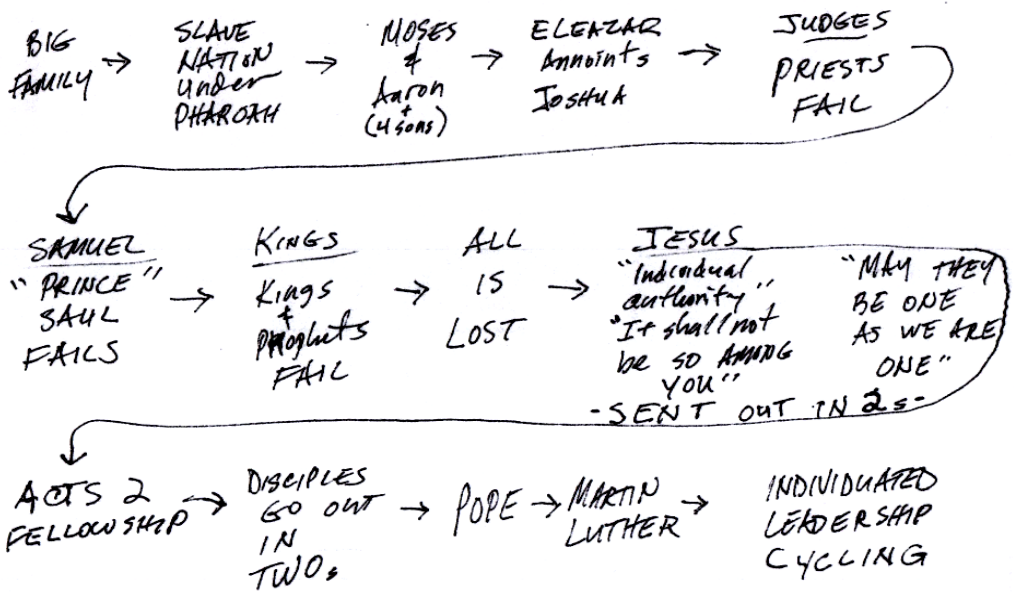 BIG
FAMILY →
SLAVE
NATION
under
PHAROAH →
MOSES
&
Aaron
+
(4 sons) →
ELEAZAR
Annoints
JOSHUA →
JUDGES
PRIESTS
FAIL
SAMUEL
"PRINCE"
SAUL
FAILS →
KINGS
Kings
+
Prophets
FAIL →
ALL
IS
LOST →
JESUS
"Individual
authority"
"It shall not
be so AMONG
YOU"
"MAY THEY
BE ONE
AS WE ARE
ONE"
-SENT OUT IN 2s-
ACTS 2
FELLOWSHIP →
DISCIPLES
GO OUT
IN
TWOs →
POPE →
MARTIN
LUTHER →
INDIVIDUATED
LEADERSHIP
CYCLING